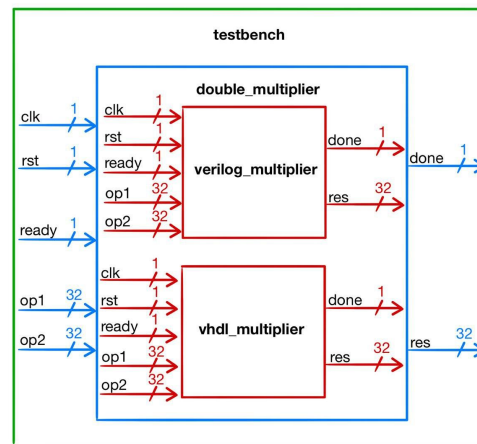 testbench
double_multiplier
clk 1
rst 1
ready 1
op1 32
op2 32
clk 1
rst 1
ready 1
op1 32
op2 32
verilog_multiplier
done 1
res 32
clk 1
rst 1
ready 1
op1 32
op2 32
vhdl_multiplier
done 1
res 32
done 1
res 32